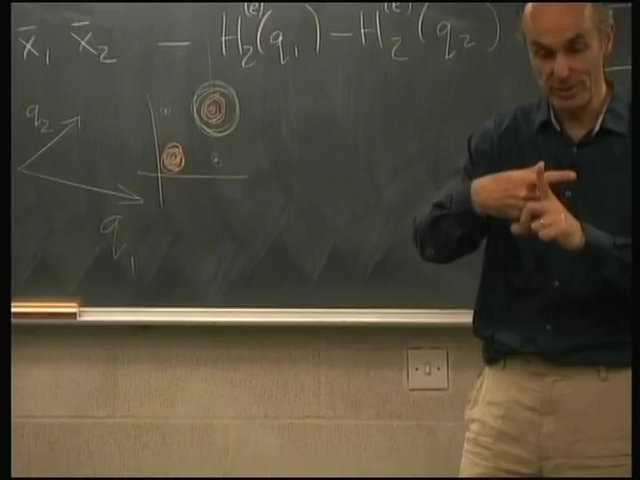 x̄₁ x̄₂ — H₂⁽ᵉ⁾(q₁) – H₂⁽ᵉ⁾(q₂)
q₂
q₁